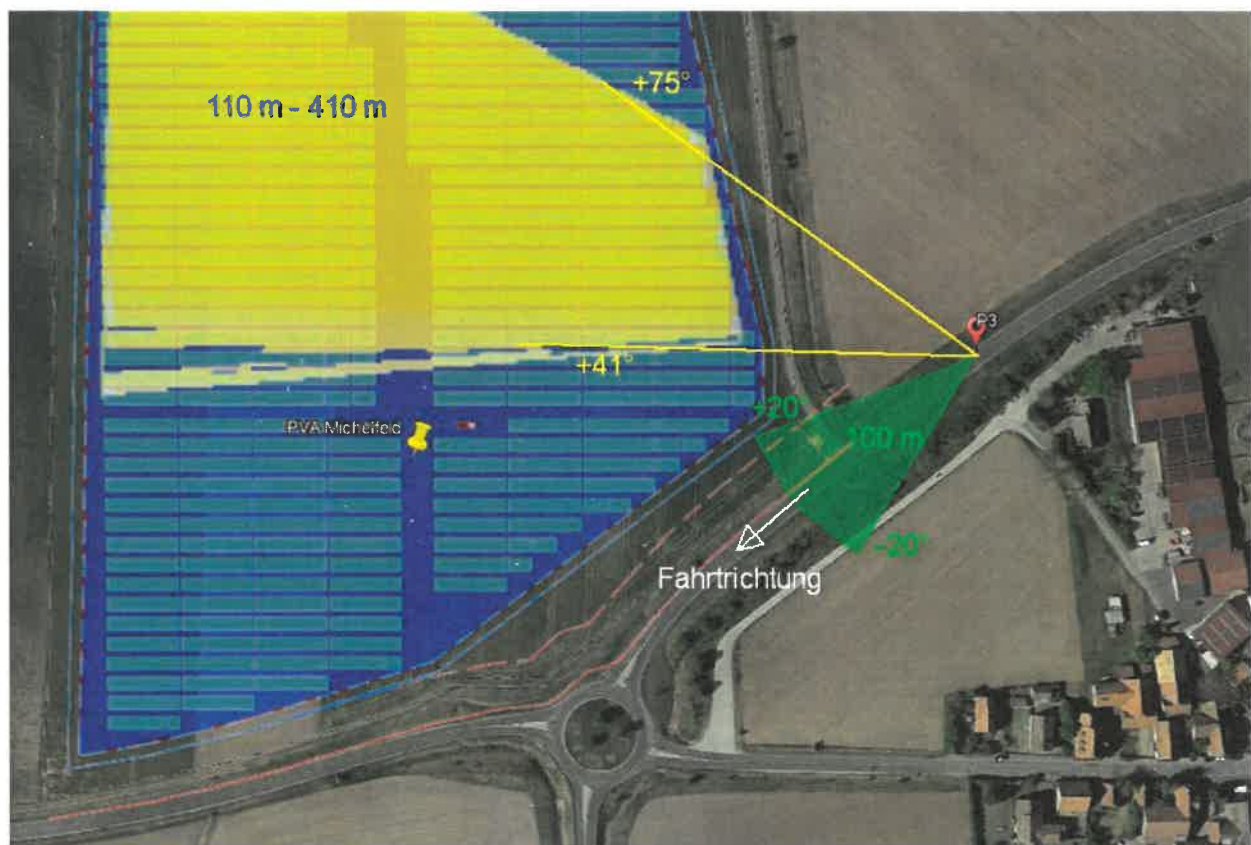 +75°
110 m - 410 m
P3
+41°
PVA Michelfeld
+20°
100 m
-20°
Fahrtrichtung